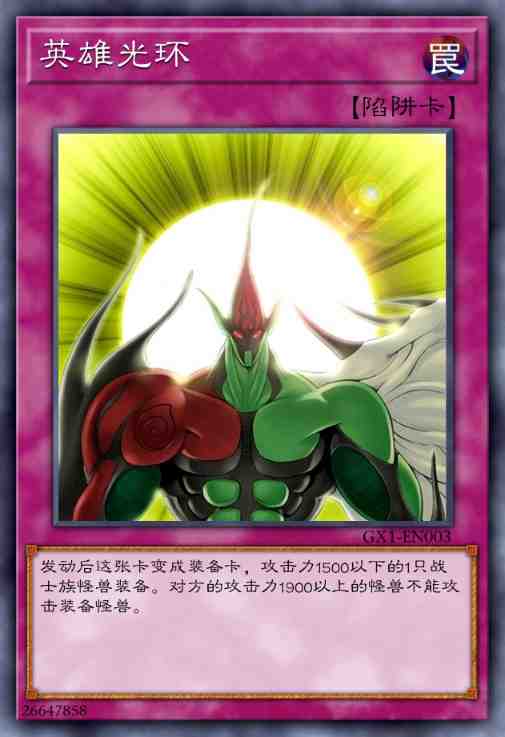 英雄光环
罠
【陷阱卡】
GX1-EN003
发动后这张卡变成装备卡，攻击力1500以下的1只战
士族怪兽装备。对方的攻击力1900以上的怪兽不能攻
击装备怪兽。
26647858